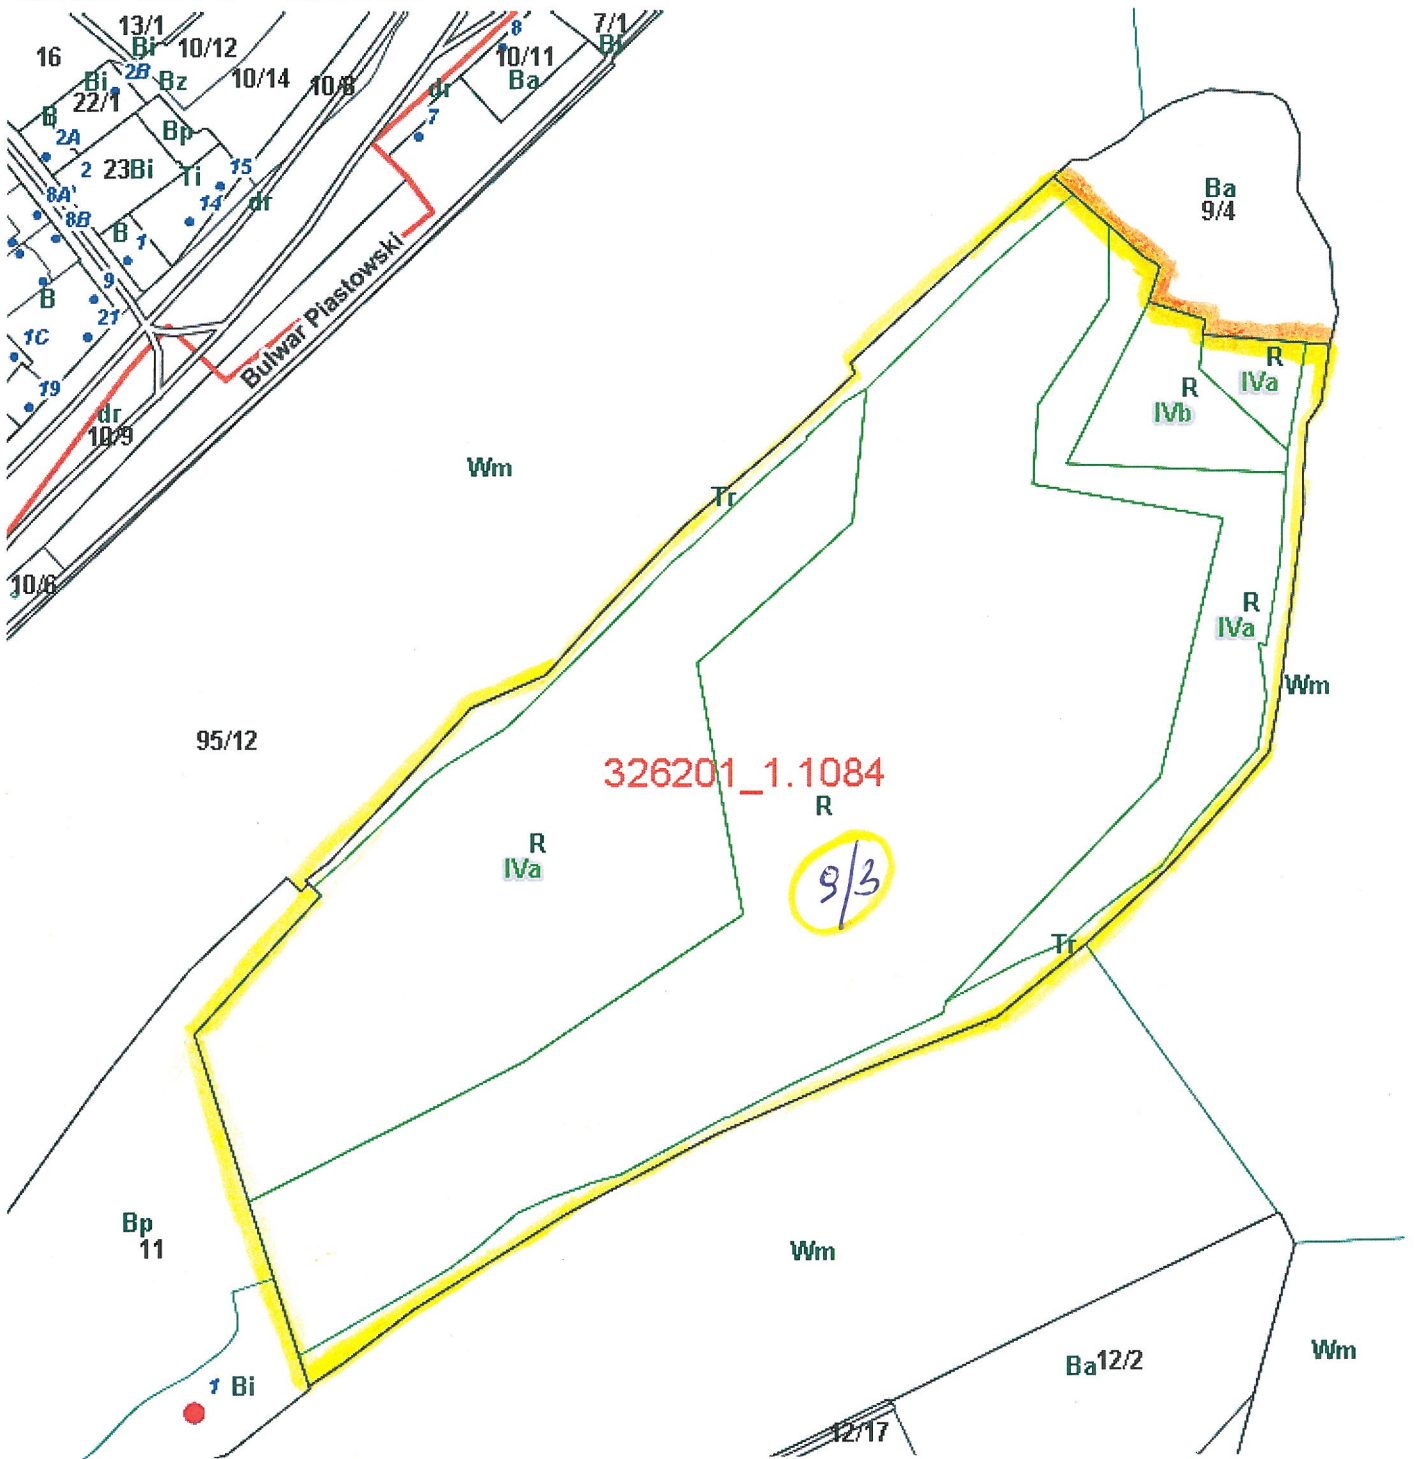 13/1
7/1
16
Bi
10/12
8
Bi
2B
Bz
10/14
10/8
10/11
Ba
Bi
22/1
dr
B
2A
Bp
7
2
23Bi
Ti
15
8A
14
dr
8B
B
1
Ba
9/4
9
B
21
Bulwar Piastowski
1C
19
dr
10/9
R
IVa
R
IVb
Wm
Tr
10/6
R
IVa
Wm
95/12
326201_1.1084
R
R
IVa
9/3
Tr
Bp
11
Wm
1 Bi
Ba12/2
Wm
12/17